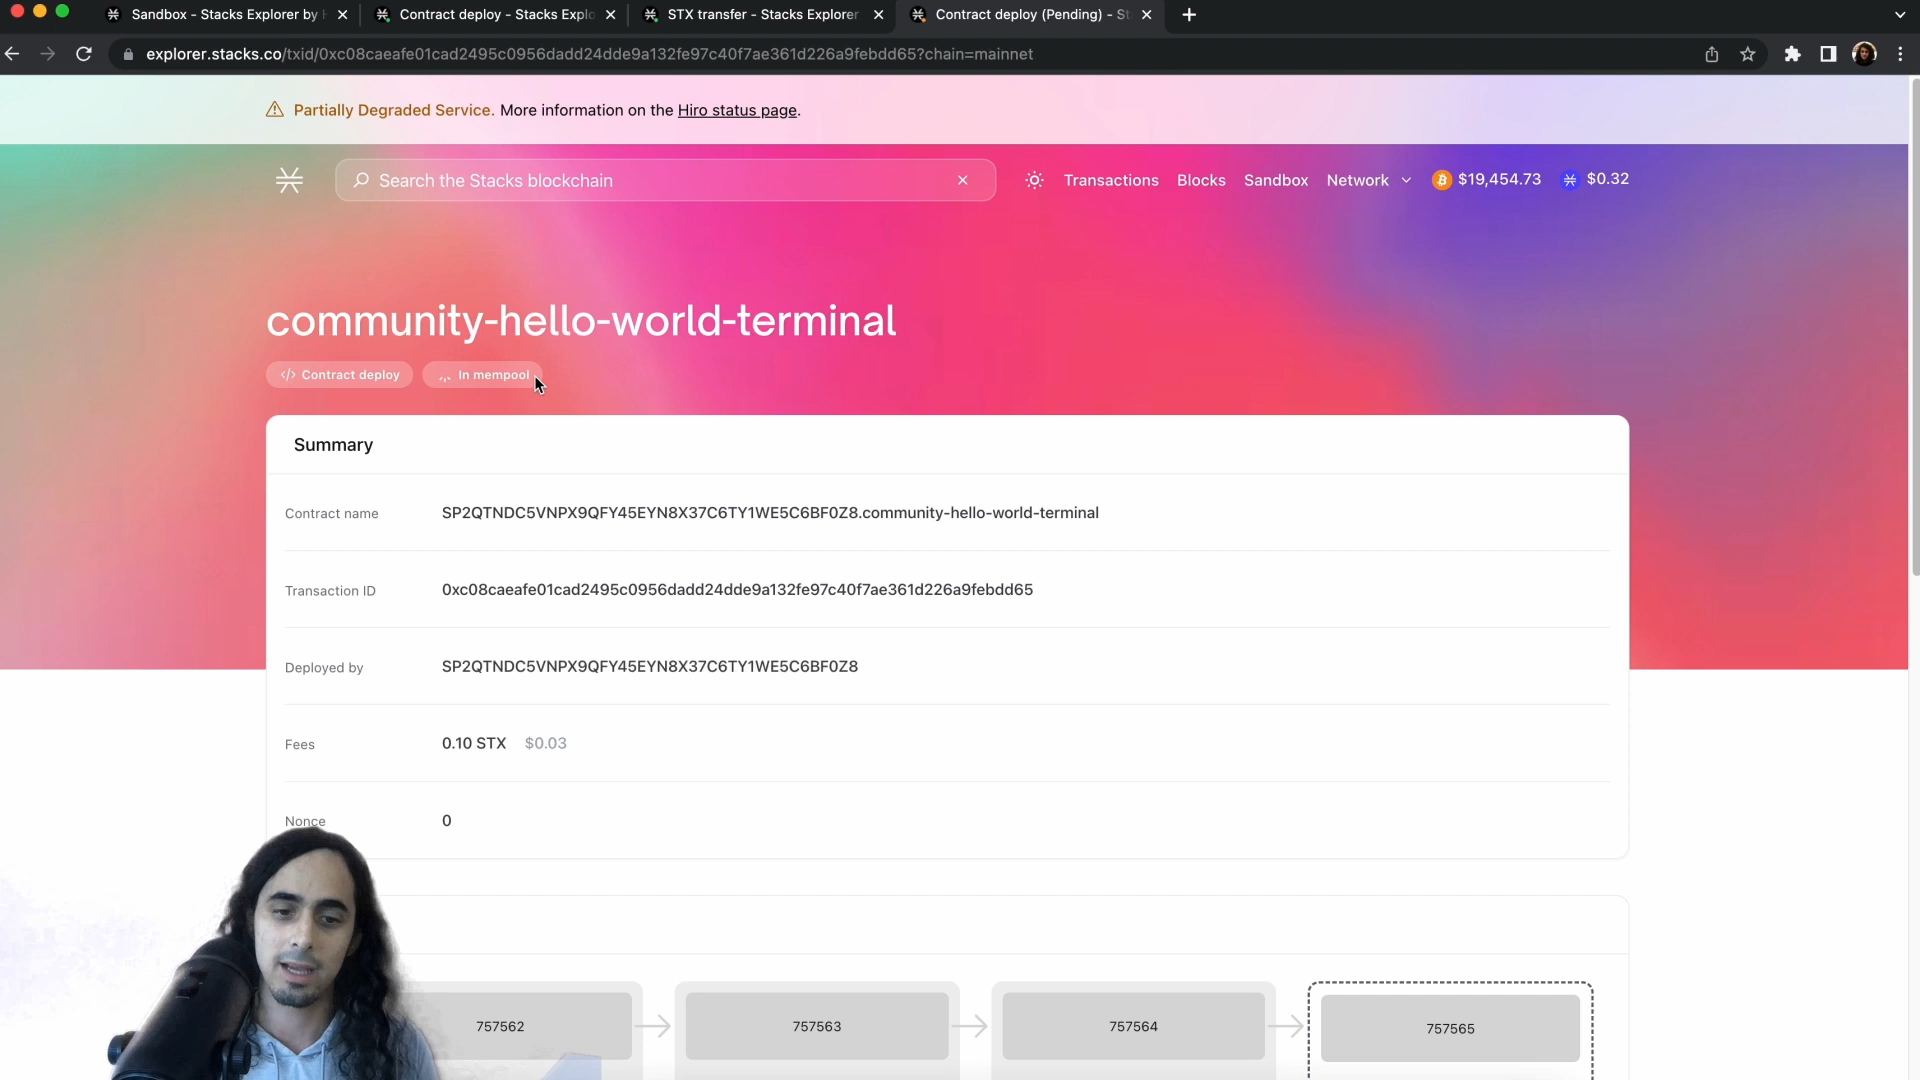 Sandbox - Stacks Explorer by
Contract deploy - Stacks Explo
STX transfer - Stacks Explorer
Contract deploy (Pending) - St
explorer.stacks.co/txid/0xc08caeafe01cad2495c0956dadd24dde9a132fe97c40f7ae361d226a9febdd65?chain=mainnet
Partially Degraded Service. More information on the Hiro status page.
Search the Stacks blockchain
Transactions Blocks Sandbox Network $19,454.73 $0.32
community-hello-world-terminal
</> Contract deploy In mempool
Summary
Contract name SP2QTNDC5VNPX9QFY45EYN8X37C6TY1WE5C6BF0Z8.community-hello-world-terminal
Transaction ID 0xc08caeafe01cad2495c0956dadd24dde9a132fe97c40f7ae361d226a9febdd65
Deployed by SP2QTNDC5VNPX9QFY45EYN8X37C6TY1WE5C6BF0Z8
Fees 0.10 STX $0.03
Nonce 0
757562 757563 757564 757565